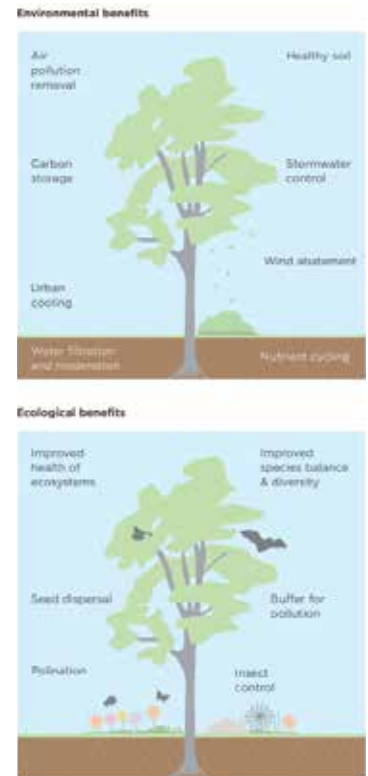 Environmental benefits
Air
pollution
removal
Healthy soil
Carbon
storage
Stormwater
control
Wind abatement
Urban
cooling
Water filtration
and moderation
Nutrient cycling
Ecological benefits
Improved
health of
ecosystems
Improved
species balance
& diversity
Seed dispersal
Buffer for
pollution
Pollination
Insect
control